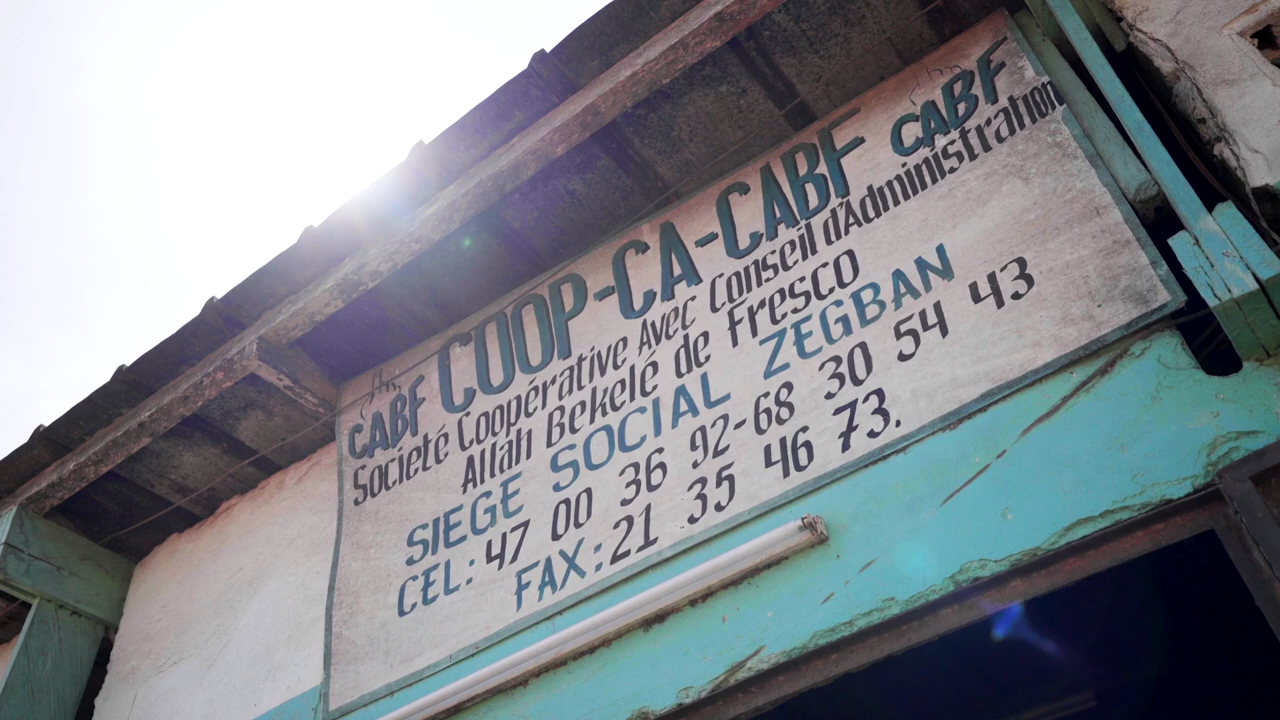 CABF COOP-CA-CABF CABF
Societé Coopérative Avec Conseil d'Administration
Allah Bekelé de Fresco
SIEGE SOCIAL ZEGBAN
CEL: 47 00 36 92-68 30 54 43
FAX: 21 35 46 73.